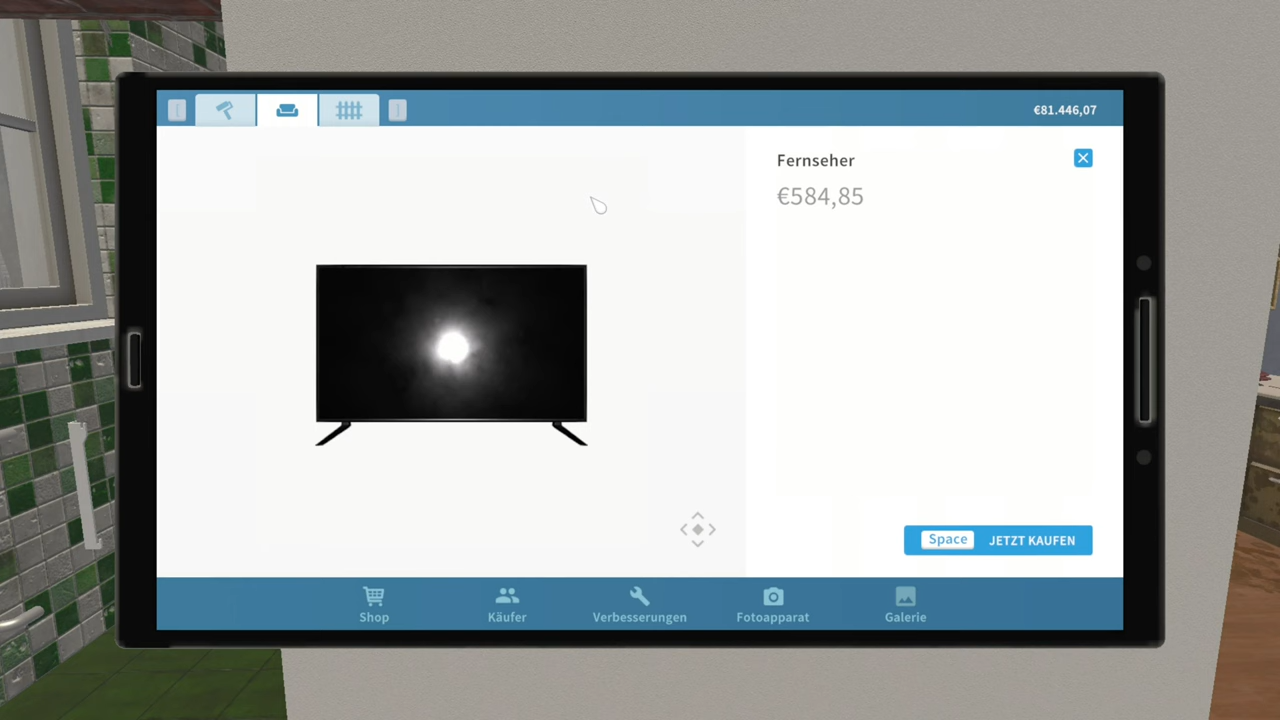 €81.446,07
Fernseher
€584,85
Space JETZT KAUFEN
Shop Käufer Verbesserungen Fotoapparat Galerie